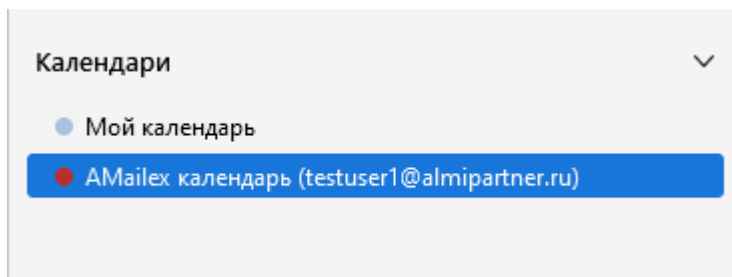 Календари
Мой календарь
AMailex календарь (testuser1@almipartner.ru)